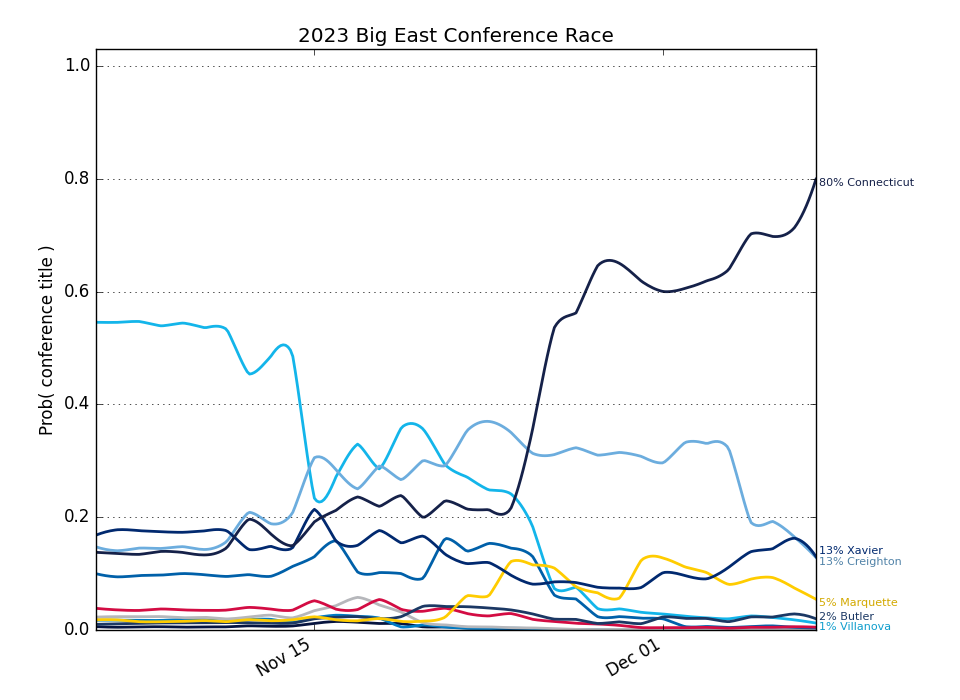 2023 Big East Conference Race
Prob( conference title )
1.0
0.8
0.6
0.4
0.2
0.0
Nov 15
Dec 01
80% Connecticut
13% Xavier
13% Creighton
5% Marquette
2% Butler
1% Villanova